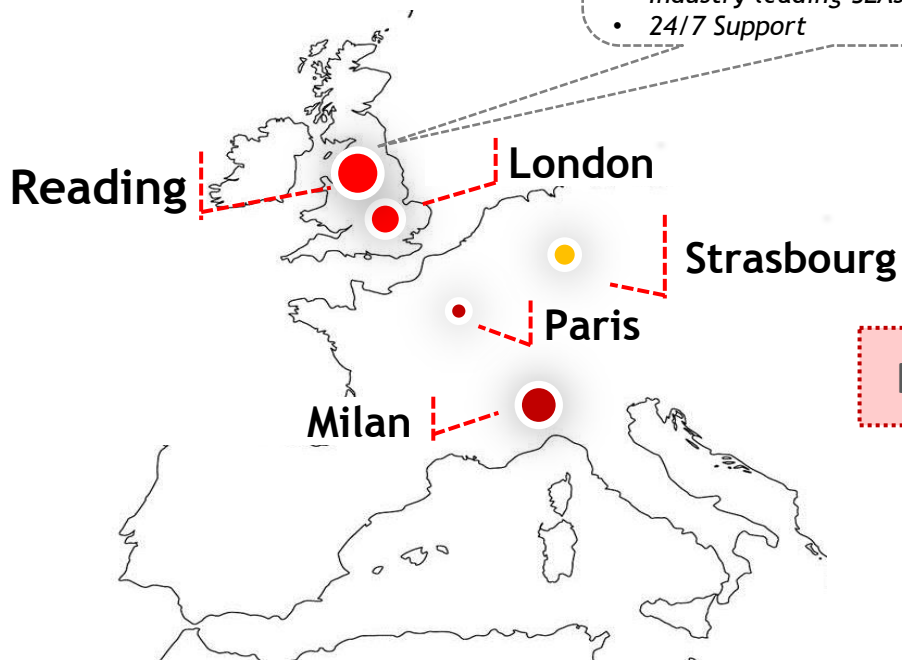 • 24/7 Support
London
Reading
Strasbourg
Paris
Milan